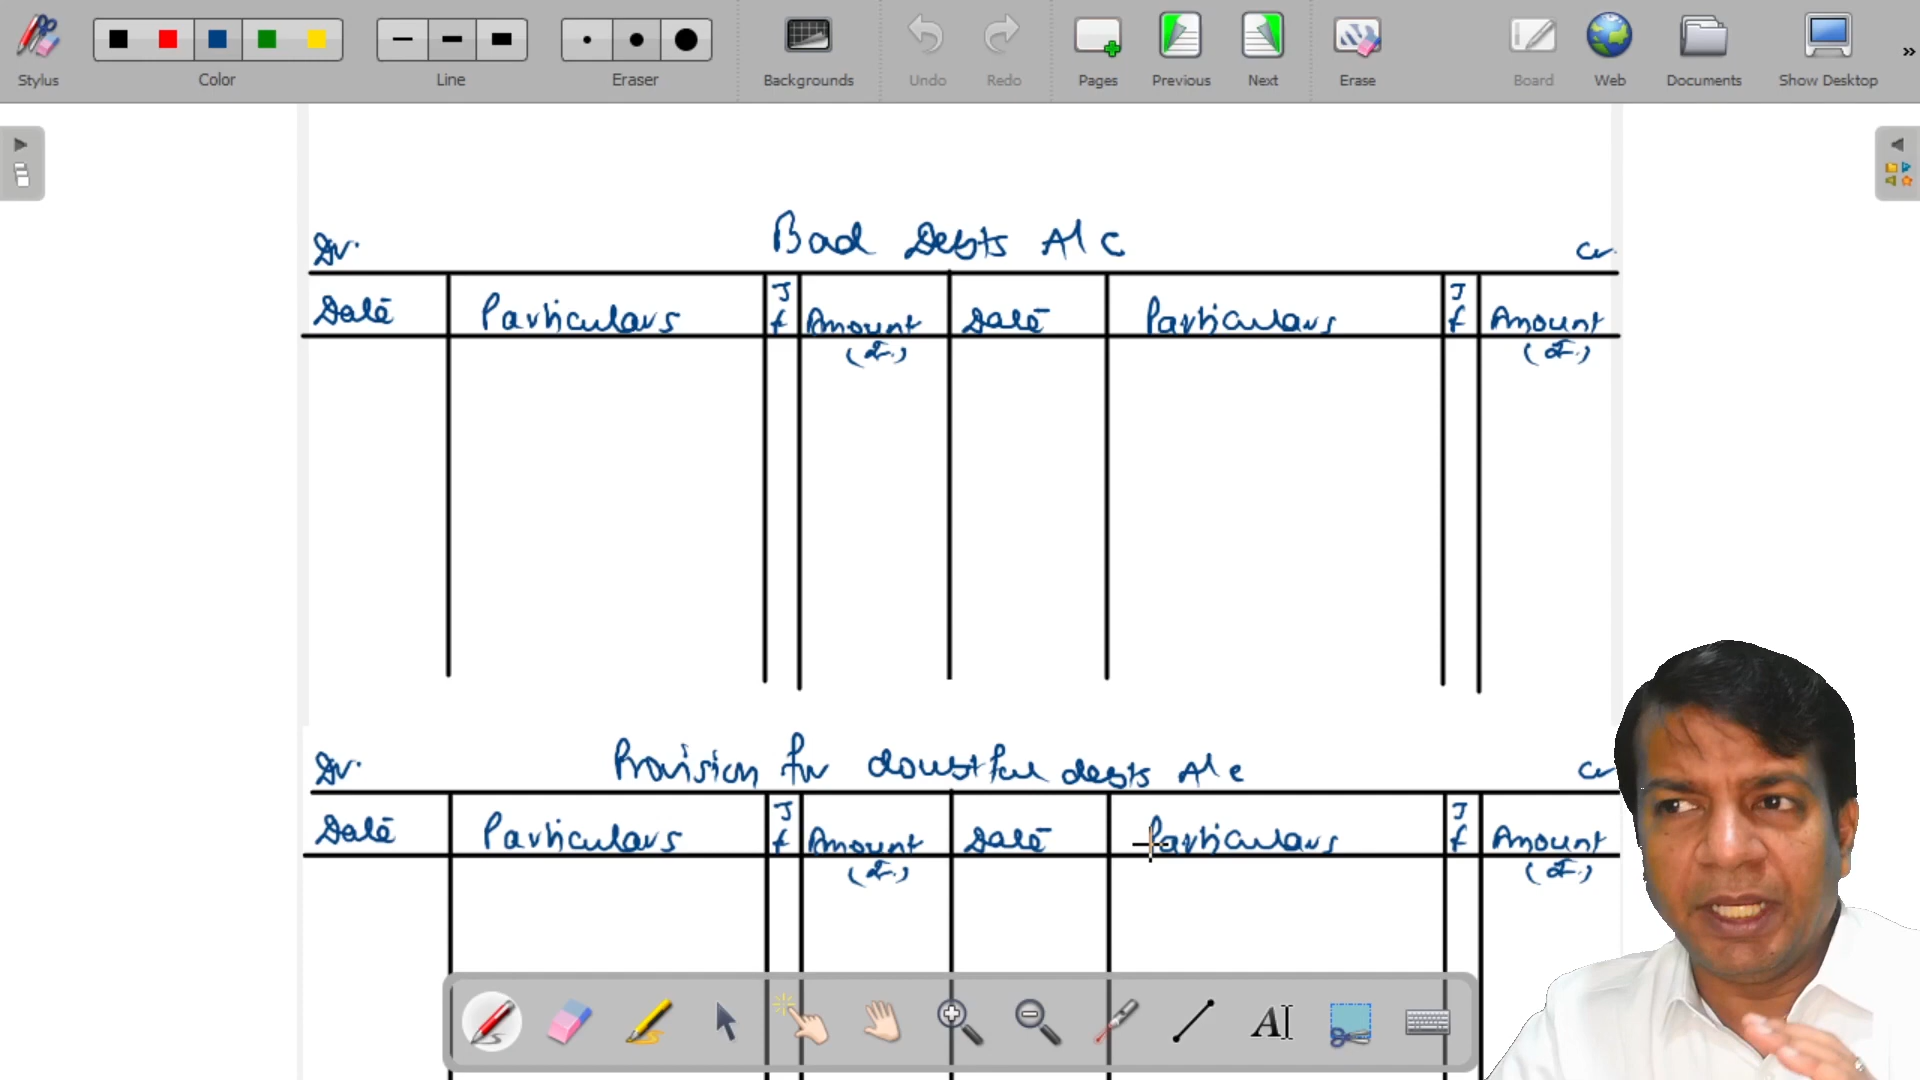 Stylus Color Line Eraser Backgrounds Undo Redo Pages Previous Next Erase Board Web Documents Show Desktop »
Dr. Bad Debts A/c Cr.
Date Particulars J f Amount Date Particulars J f Amount
(₹) (₹)
Dr. Provision for doubtful debts A/c Cr
Date Particulars J f Amount Date Particulars J f Amount
(₹) (₹)
AI